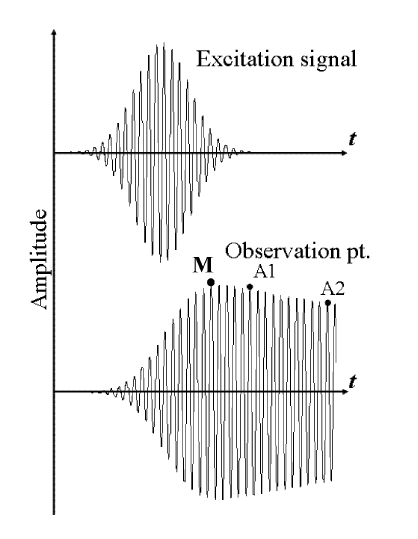 Excitation signal
t
Amplitude
Observation pt.
M
A1
A2
t